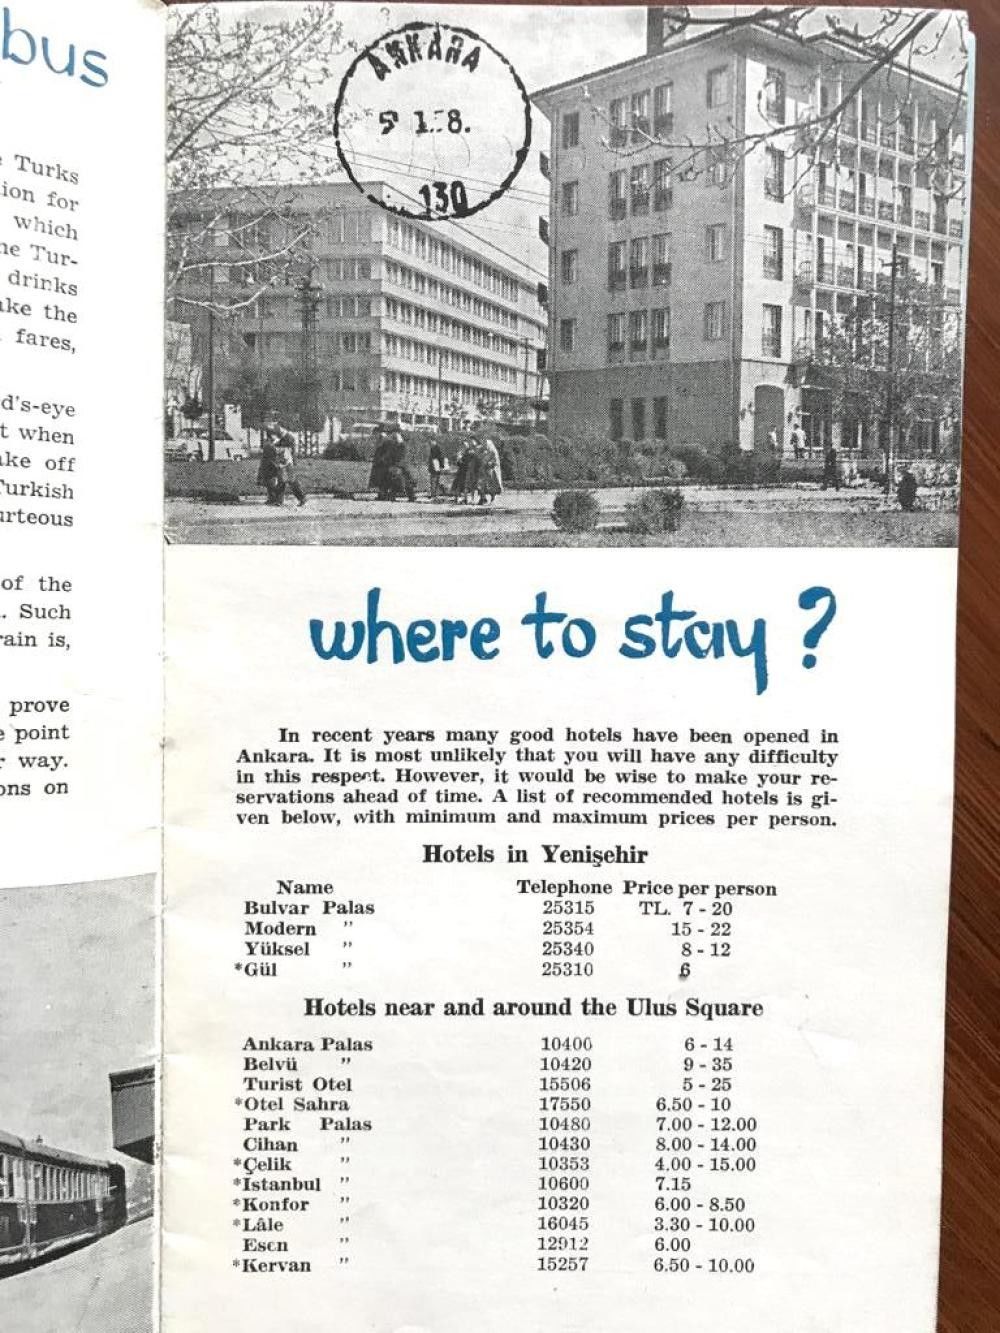 bus
Turks
ion for
which
ne Tur-
drinks
ake the
fares,
d's-eye
t when
ake off
Turkish
urteous
of the
. Such
rain is,
prove
e point
r way.
ons on
ANKARA
130
where to stay ?
In recent years many good hotels have been opened in
Ankara. It is most unlikely that you will have any difficulty
in this respect. However, it would be wise to make your re-
servations ahead of time. A list of recommended hotels is gi-
ven below, with minimum and maximum prices per person.
Hotels in Yenişehir
Name Telephone Price per person
Bulvar Palas 25315 TL. 7 - 20
Modern " 25354 15 - 22
Yüksel " 25340 8 - 12
*Gül " 25310 6
Hotels near and around the Ulus Square
Ankara Palas 10400 6 - 14
Belvü " 10420 9 - 35
Turist Otel 15506 5 - 25
*Otel Sahra 17550 6.50 - 10
Park Palas 10480 7.00 - 12.00
Cihan " 10430 8.00 - 14.00
*Çelik " 10353 4.00 - 15.00
*İstanbul " 10600 7.15
*Konfor " 10320 6.00 - 8.50
*Lâle " 16045 3.30 - 10.00
Esen " 12912 6.00
*Kervan " 15257 6.50 - 10.00